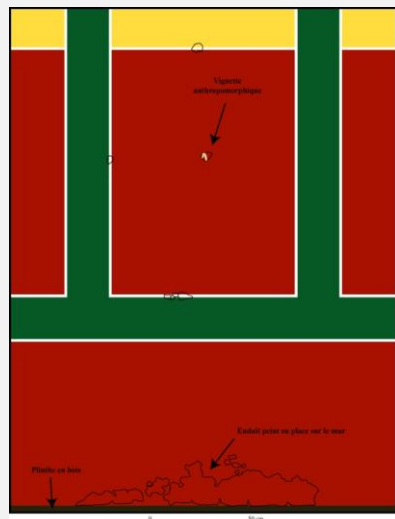 Vignette
anthropomorphique
Enduit peint en place sur le mur
Plinthe en bois